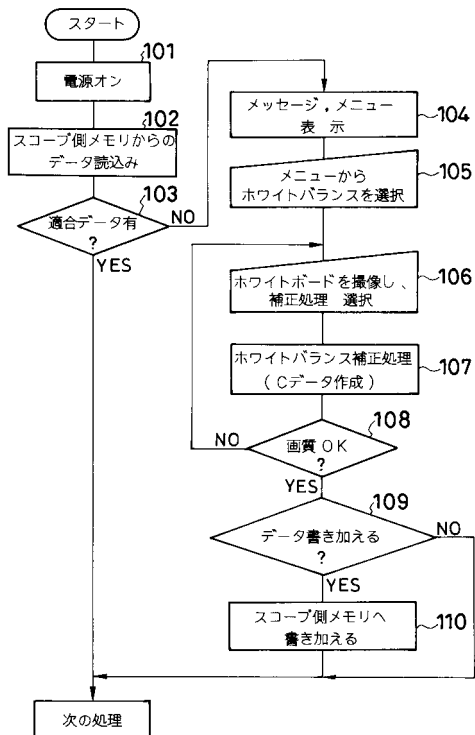 スタート
101
電源オン
102
スコープ側メモリからの
データ読込み
103
適合データ有
?
NO
YES
メッセージ,メニュー
表示
104
メニューから
ホワイトバランスを選択
105
ホワイトボードを撮像し、
補正処理 選択
106
ホワイトバランス補正処理
(Cデータ作成)
107
108
NO
画質OK
?
YES
109
データ書き加える
?
NO
YES
スコープ側メモリへ
書き加える
110
次の処理